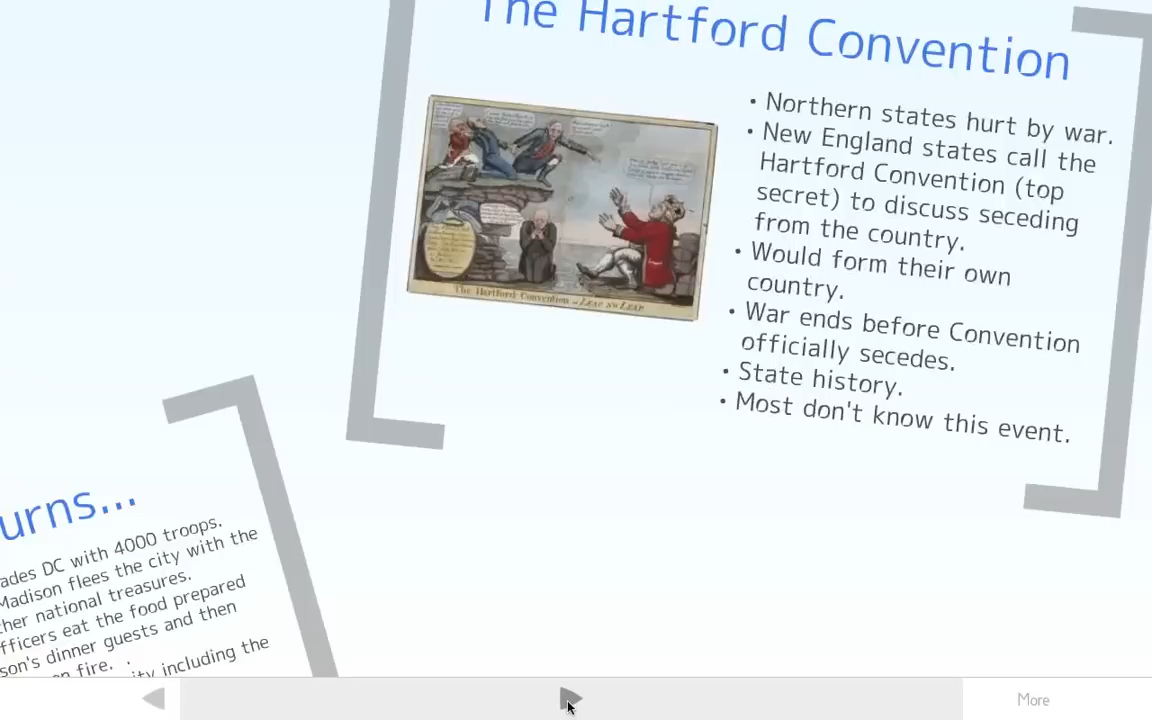 The Hartford Convention
• Northern states hurt by war.
• New England states call the
Hartford Convention (top
secret) to discuss seceding
from the country.
• Would form their own
country.
• War ends before Convention
officially secedes.
• State history.
• Most don't know this event.
The Hartford Convention or LEAP NO LEAP
urns...
ades DC with 4000 troops.
Madison flees the city with the
her national treasures.
fficers eat the food prepared
son's dinner guests and then
on fire.
ity including the
More